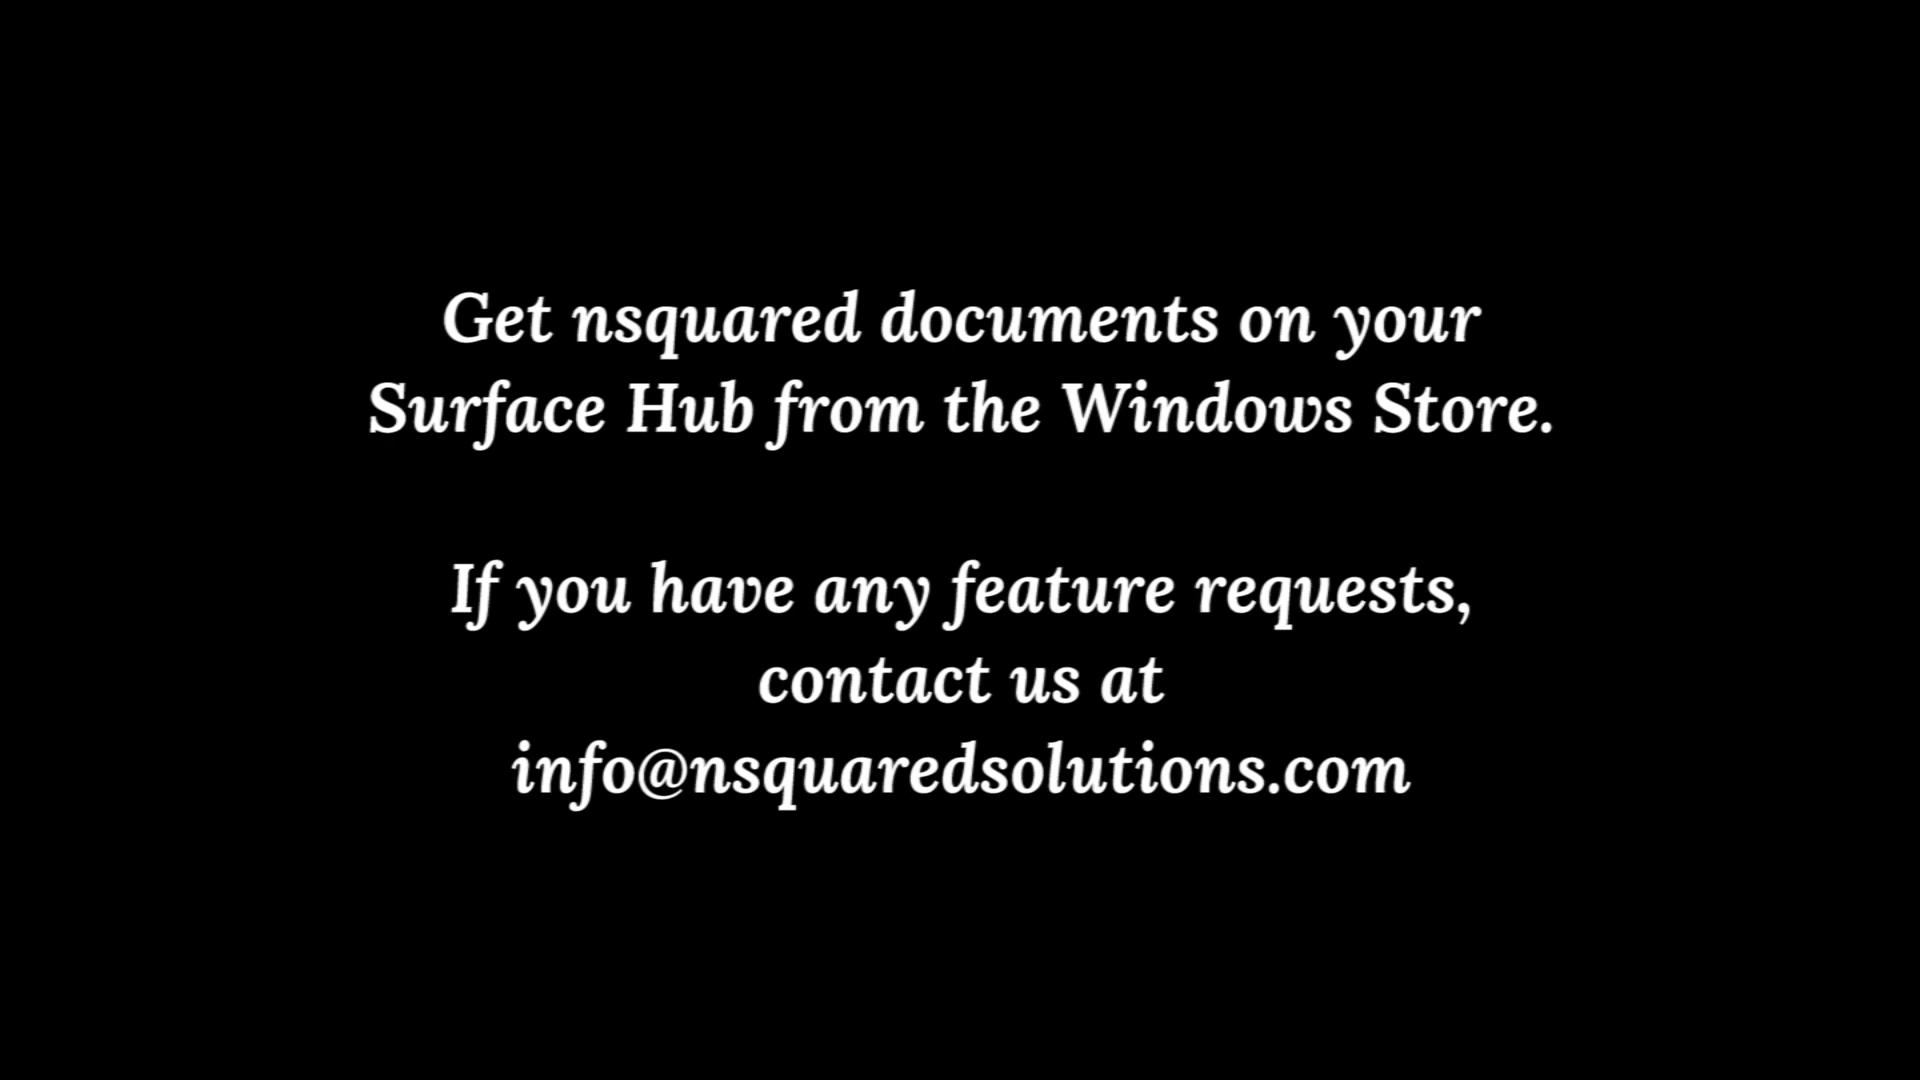 Get nsquared documents on your
Surface Hub from the Windows Store.
If you have any feature requests,
contact us at
info@nsquaredsolutions.com